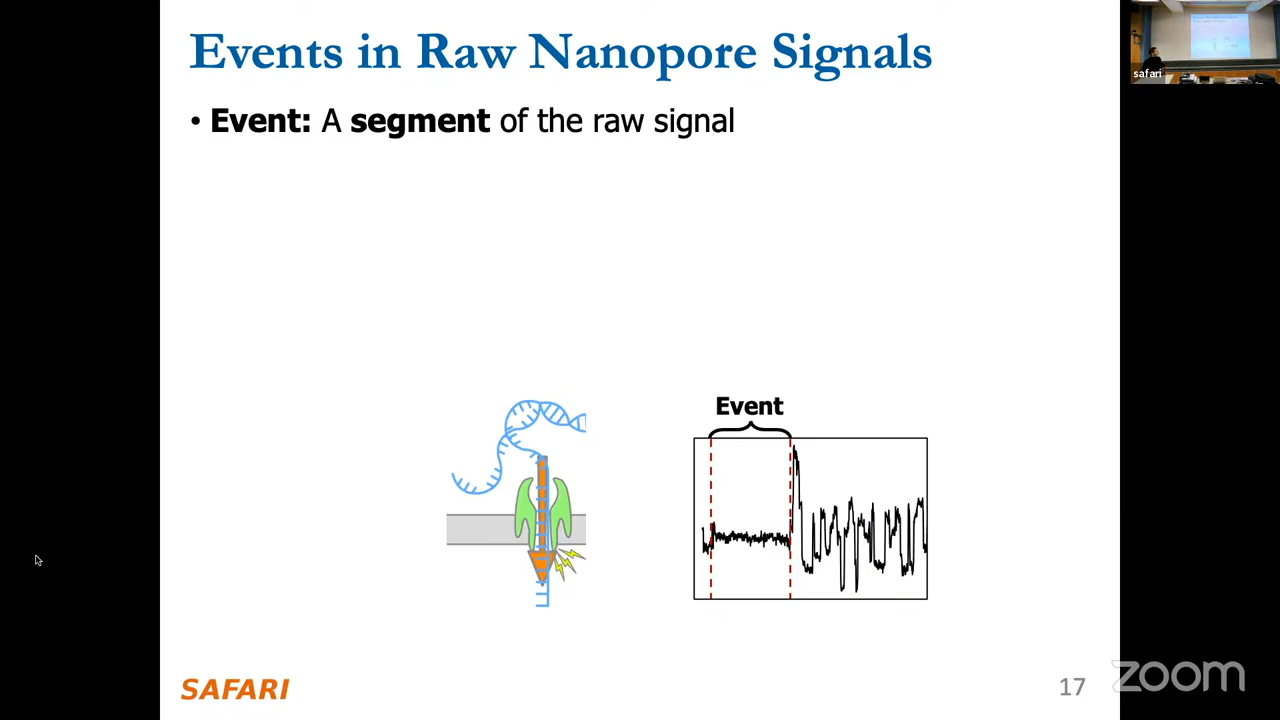 Events in Raw Nanopore Signals
• Event: A segment of the raw signal
Event
SAFARI
17
zoom
safari